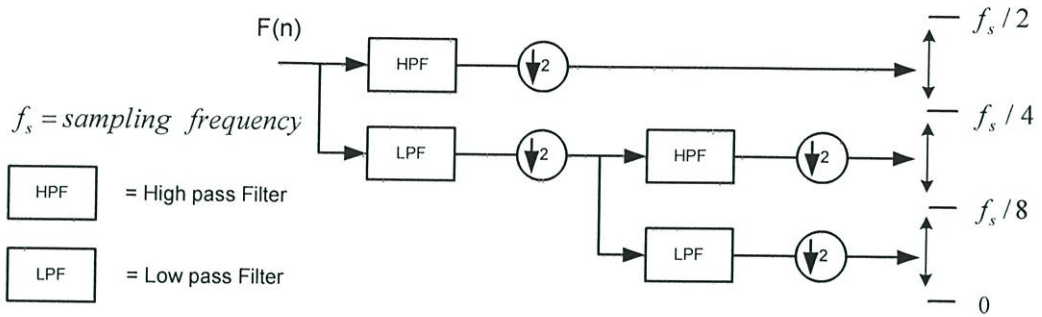 F(n)
HPF
2
f_s/2
f_s = sampling frequency
LPF
2
HPF
2
f_s/4
HPF
= High pass Filter
f_s/8
LPF
= Low pass Filter
LPF
2
0